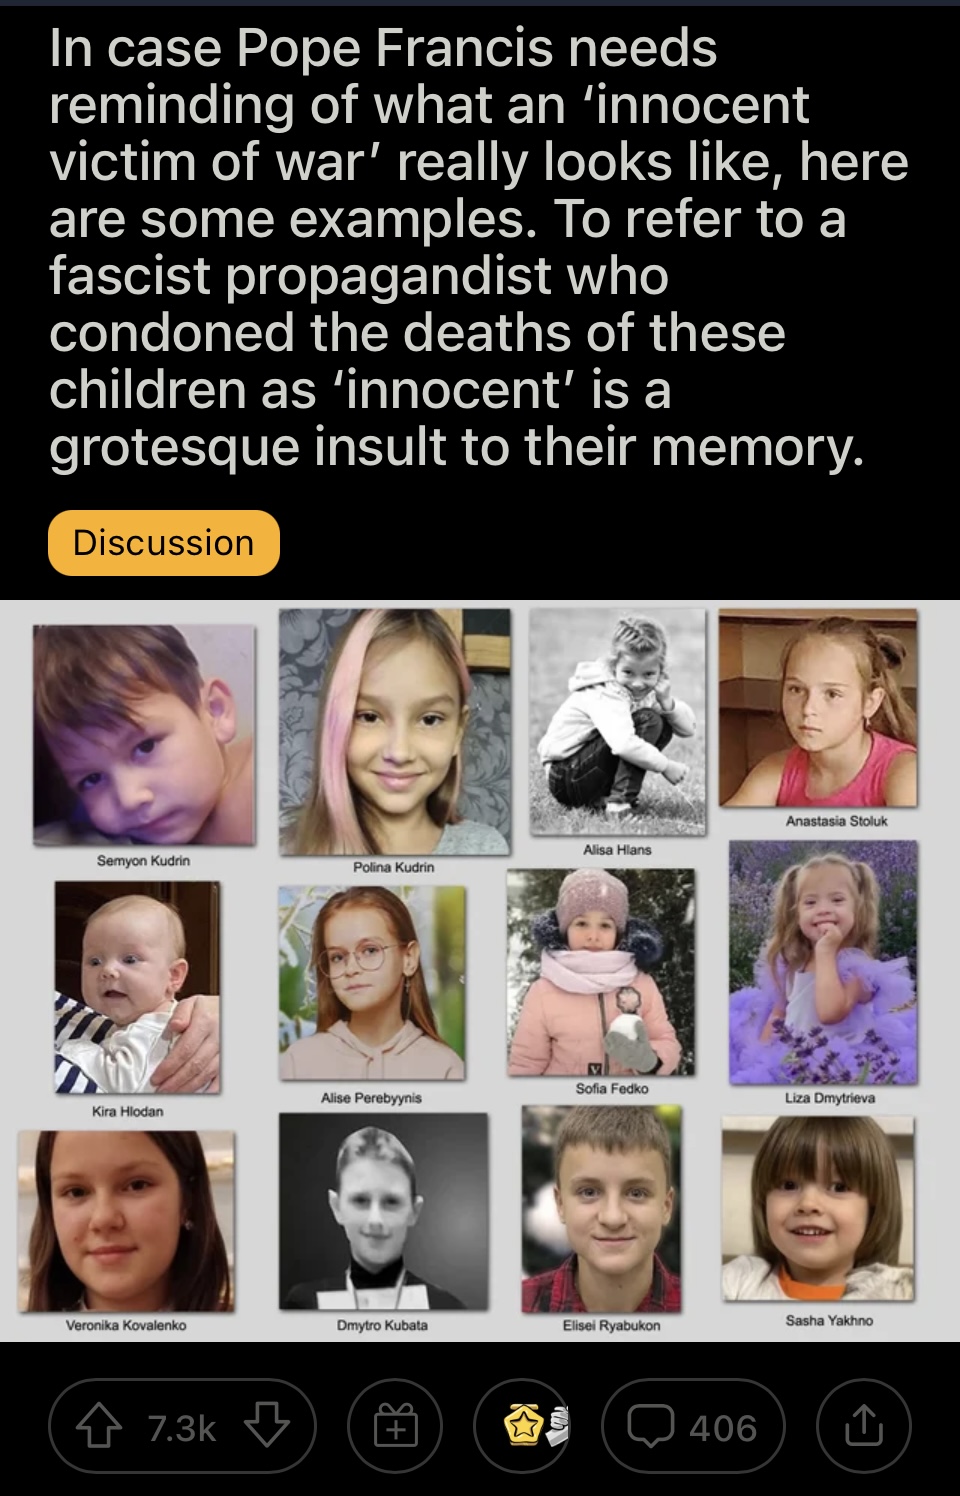 In case Pope Francis needs
reminding of what an ‘innocent
victim of war’ really looks like, here
are some examples. To refer to a
fascist propagandist who
condoned the deaths of these
children as ‘innocent’ is a
grotesque insult to their memory.
Discussion
Semyon Kudrin
Polina Kudrin
Alisa Hlans
Anastasia Stoluk
Kira Hlodan
Alise Perebyynis
Sofia Fedko
Liza Dmytrieva
Veronika Kovalenko
Dmytro Kubata
Elisei Ryabukon
Sasha Yakhno
7.3k
406